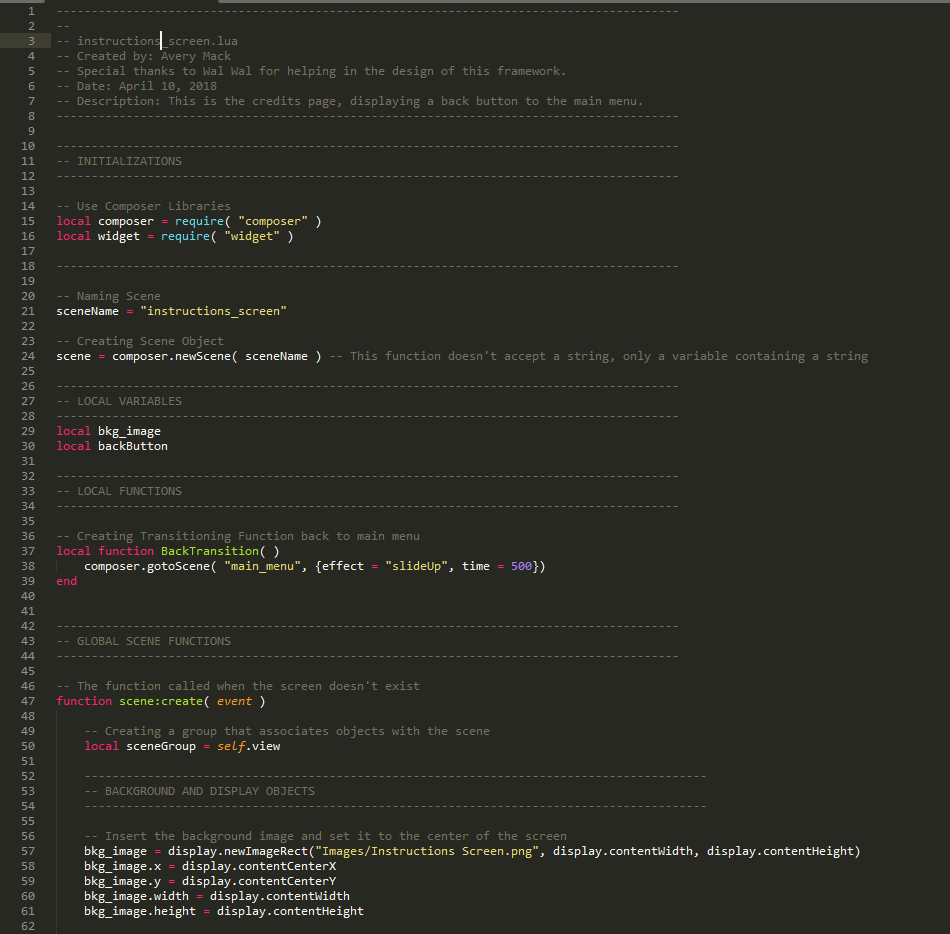 1 -----------------------------------------------------------------------------------------
2 --
3 -- instructions_screen.lua
4 -- Created by: Avery Mack
5 -- Special thanks to Wal Wal for helping in the design of this framework.
6 -- Date: April 10, 2018
7 -- Description: This is the credits page, displaying a back button to the main menu.
8 -----------------------------------------------------------------------------------------
9
10 -----------------------------------------------------------------------------------------
11 -- INITIALIZATIONS
12 -----------------------------------------------------------------------------------------
13
14 -- Use Composer Libraries
15 local composer = require( "composer" )
16 local widget = require( "widget" )
17
18 -----------------------------------------------------------------------------------------
19
20 -- Naming Scene
21 sceneName = "instructions_screen"
22
23 -- Creating Scene Object
24 scene = composer.newScene( sceneName ) -- This function doesn't accept a string, only a variable containing a string
25
26 -----------------------------------------------------------------------------------------
27 -- LOCAL VARIABLES
28 -----------------------------------------------------------------------------------------
29 local bkg_image
30 local backButton
31
32 -----------------------------------------------------------------------------------------
33 -- LOCAL FUNCTIONS
34 -----------------------------------------------------------------------------------------
35
36 -- Creating Transitioning Function back to main menu
37 local function BackTransition( )
38     composer.gotoScene( "main_menu", {effect = "slideUp", time = 500})
39 end
40
41
42 -----------------------------------------------------------------------------------------
43 -- GLOBAL SCENE FUNCTIONS
44 -----------------------------------------------------------------------------------------
45
46 -- The function called when the screen doesn't exist
47 function scene:create( event )
48
49     -- Creating a group that associates objects with the scene
50     local sceneGroup = self.view
51
52     -----------------------------------------------------------------------------------------
53     -- BACKGROUND AND DISPLAY OBJECTS
54     -----------------------------------------------------------------------------------------
55
56     -- Insert the background image and set it to the center of the screen
57     bkg_image = display.newImageRect("Images/Instructions Screen.png", display.contentWidth, display.contentHeight)
58     bkg_image.x = display.contentCenterX
59     bkg_image.y = display.contentCenterY
60     bkg_image.width = display.contentWidth
61     bkg_image.height = display.contentHeight
62